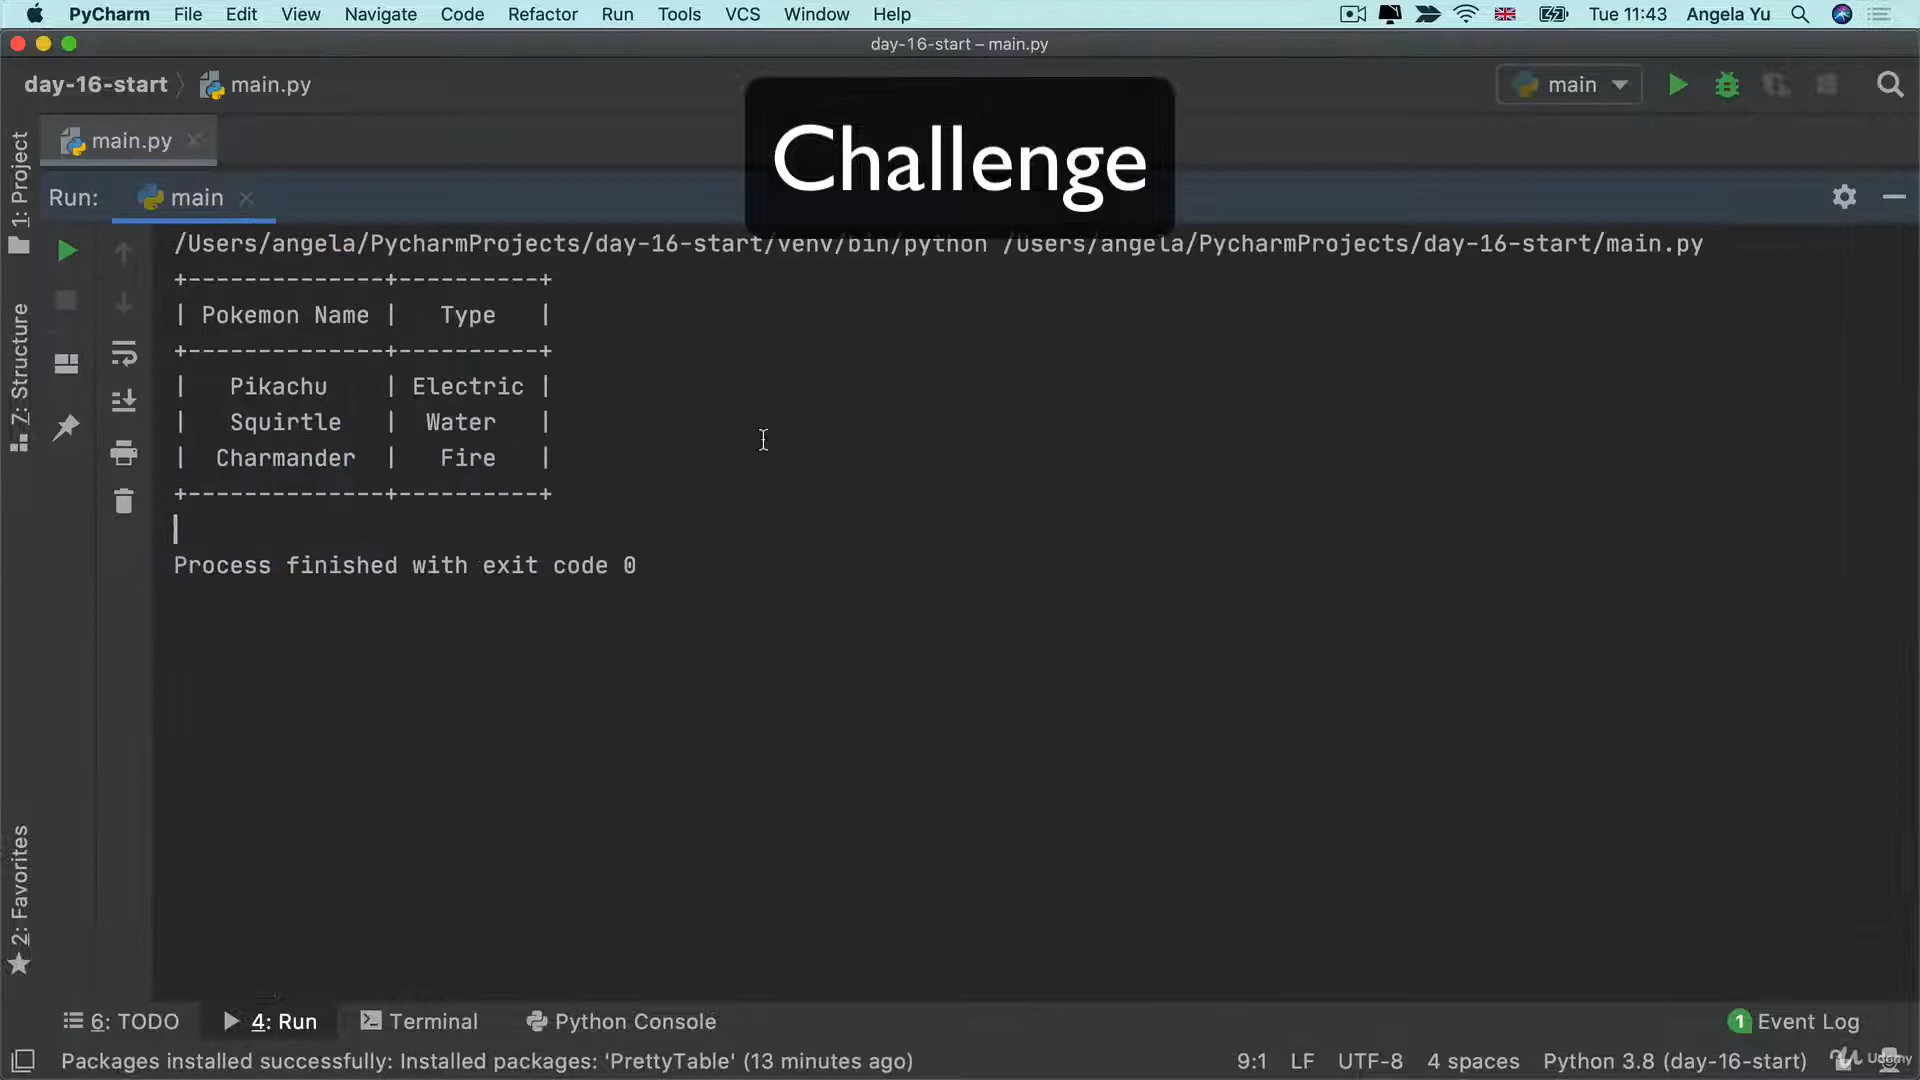 PyCharm File Edit View Navigate Code Refactor Run Tools VCS Window Help Tue 11:43 Angela Yu
day-16-start – main.py
day-16-start main.py main
Challenge
main.py
Run: main
/Users/angela/PycharmProjects/day-16-start/venv/bin/python /Users/angela/PycharmProjects/day-16-start/main.py
+--------------+----------+
| Pokemon Name |   Type   |
+--------------+----------+
|   Pikachu    | Electric |
|   Squirtle   |  Water   |
|  Charmander  |   Fire   |
+--------------+----------+
Process finished with exit code 0
1: Project
7: Structure
2: Favorites
6: TODO 4: Run Terminal Python Console 1 Event Log
Packages installed successfully: Installed packages: 'PrettyTable' (13 minutes ago) 9:1 LF UTF-8 4 spaces Python 3.8 (day-16-start) Udemy